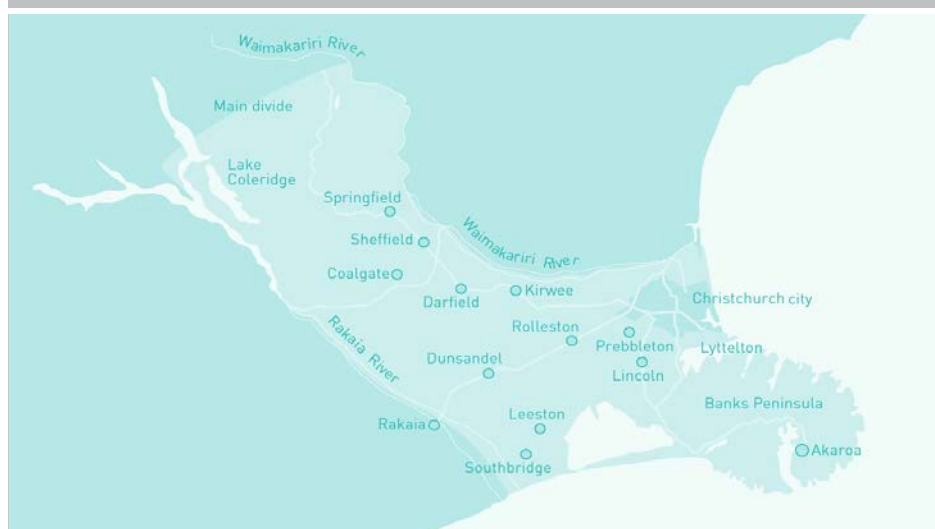 Waimakariri River
Main divide
Lake
Coleridge
Springfield
Waimakariri River
Sheffield
Coalgate
Darfield
Kirwee
Christchurch city
Rakaia River
Rolleston
Prebbleton
Lyttelton
Dunsandel
Lincoln
Banks Peninsula
Leeston
Rakaia
Akaroa
Southbridge